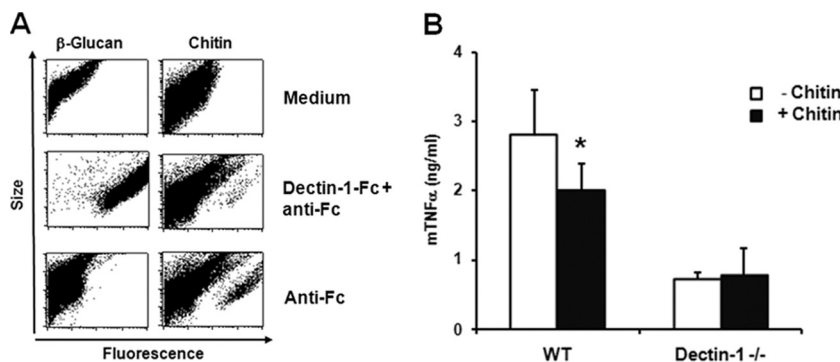 A
β-Glucan
Chitin
Medium
Dectin-1-Fc +
anti-Fc
Anti-Fc
Size
Fluorescence
B
4
3
2
1
0
mTNFα (ng/ml)
- Chitin
+ Chitin
*
WT
Dectin-1 -/-